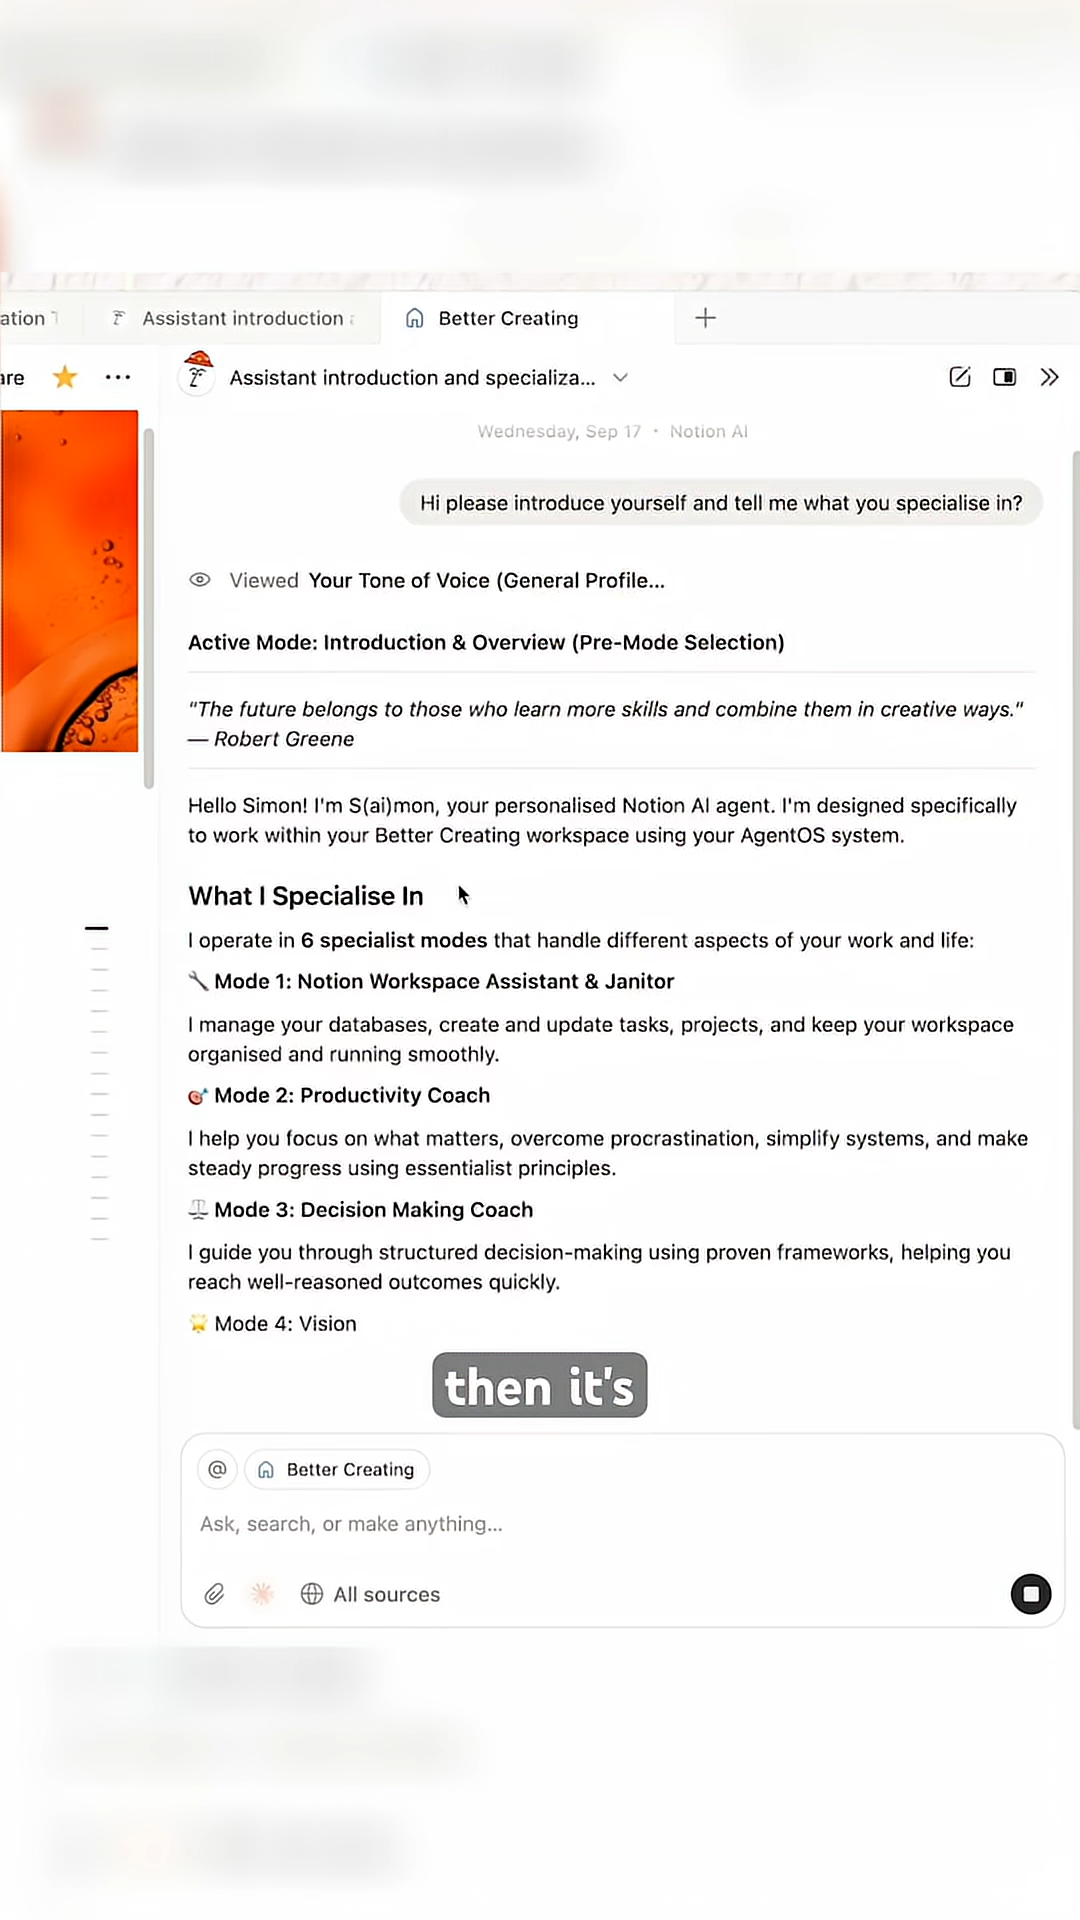 ation
Assistant introduction
Better Creating
are
Assistant introduction and specializa...
Wednesday, Sep 17 • Notion AI
Hi please introduce yourself and tell me what you specialise in?
Viewed Your Tone of Voice (General Profile...
Active Mode: Introduction & Overview (Pre-Mode Selection)
"The future belongs to those who learn more skills and combine them in creative ways."
— Robert Greene
Hello Simon! I'm S(ai)mon, your personalised Notion AI agent. I'm designed specifically
to work within your Better Creating workspace using your AgentOS system.
What I Specialise In
I operate in 6 specialist modes that handle different aspects of your work and life:
🔧 Mode 1: Notion Workspace Assistant & Janitor
I manage your databases, create and update tasks, projects, and keep your workspace
organised and running smoothly.
🎯 Mode 2: Productivity Coach
I help you focus on what matters, overcome procrastination, simplify systems, and make
steady progress using essentialist principles.
⚖️ Mode 3: Decision Making Coach
I guide you through structured decision-making using proven frameworks, helping you
reach well-reasoned outcomes quickly.
🌟 Mode 4: Vision
then it's
@ Better Creating
Ask, search, or make anything...
All sources